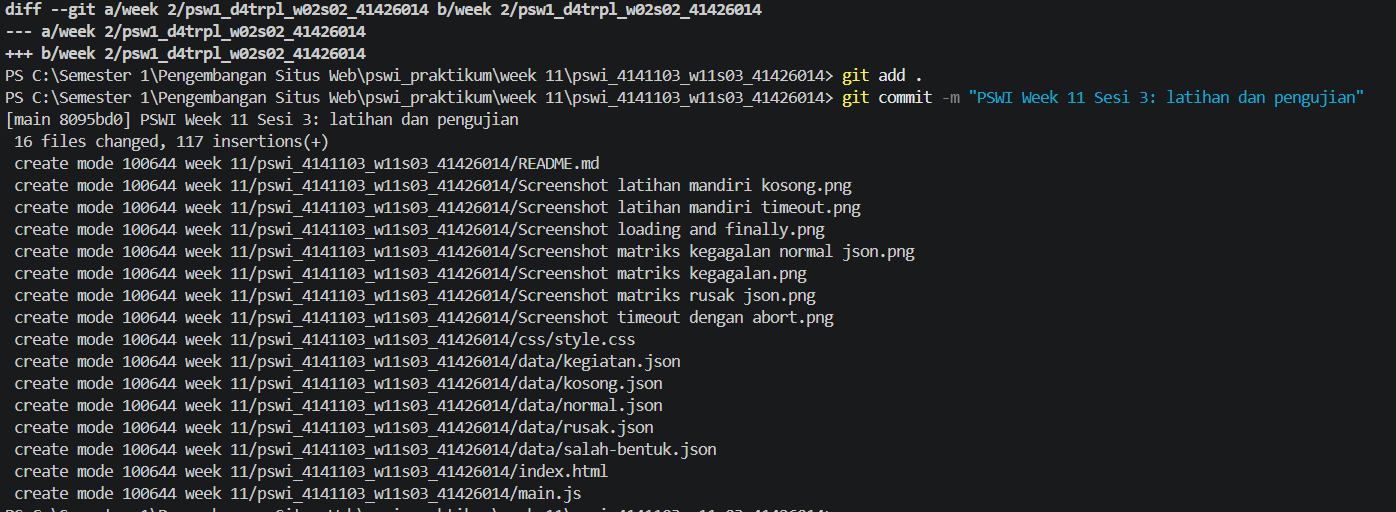 diff --git a/week 2/psw1_d4trpl_w02s02_41426014 b/week 2/psw1_d4trpl_w02s02_41426014
--- a/week 2/psw1_d4trpl_w02s02_41426014
+++ b/week 2/psw1_d4trpl_w02s02_41426014
PS C:\Semester 1\Pengembangan Situs Web\pswi_praktikum\week 11\pswi_4141103_w11s03_41426014> git add .
PS C:\Semester 1\Pengembangan Situs Web\pswi_praktikum\week 11\pswi_4141103_w11s03_41426014> git commit -m "PSWI Week 11 Sesi 3: latihan dan pengujian"
[main 8095bd0] PSWI Week 11 Sesi 3: latihan dan pengujian
 16 files changed, 117 insertions(+)
 create mode 100644 week 11/pswi_4141103_w11s03_41426014/README.md
 create mode 100644 week 11/pswi_4141103_w11s03_41426014/Screenshot latihan mandiri kosong.png
 create mode 100644 week 11/pswi_4141103_w11s03_41426014/Screenshot latihan mandiri timeout.png
 create mode 100644 week 11/pswi_4141103_w11s03_41426014/Screenshot loading and finally.png
 create mode 100644 week 11/pswi_4141103_w11s03_41426014/Screenshot matriks kegagalan normal json.png
 create mode 100644 week 11/pswi_4141103_w11s03_41426014/Screenshot matriks kegagalan.png
 create mode 100644 week 11/pswi_4141103_w11s03_41426014/Screenshot matriks rusak json.png
 create mode 100644 week 11/pswi_4141103_w11s03_41426014/Screenshot timeout dengan abort.png
 create mode 100644 week 11/pswi_4141103_w11s03_41426014/css/style.css
 create mode 100644 week 11/pswi_4141103_w11s03_41426014/data/kegiatan.json
 create mode 100644 week 11/pswi_4141103_w11s03_41426014/data/kosong.json
 create mode 100644 week 11/pswi_4141103_w11s03_41426014/data/normal.json
 create mode 100644 week 11/pswi_4141103_w11s03_41426014/data/rusak.json
 create mode 100644 week 11/pswi_4141103_w11s03_41426014/data/salah-bentuk.json
 create mode 100644 week 11/pswi_4141103_w11s03_41426014/index.html
 create mode 100644 week 11/pswi_4141103_w11s03_41426014/main.js